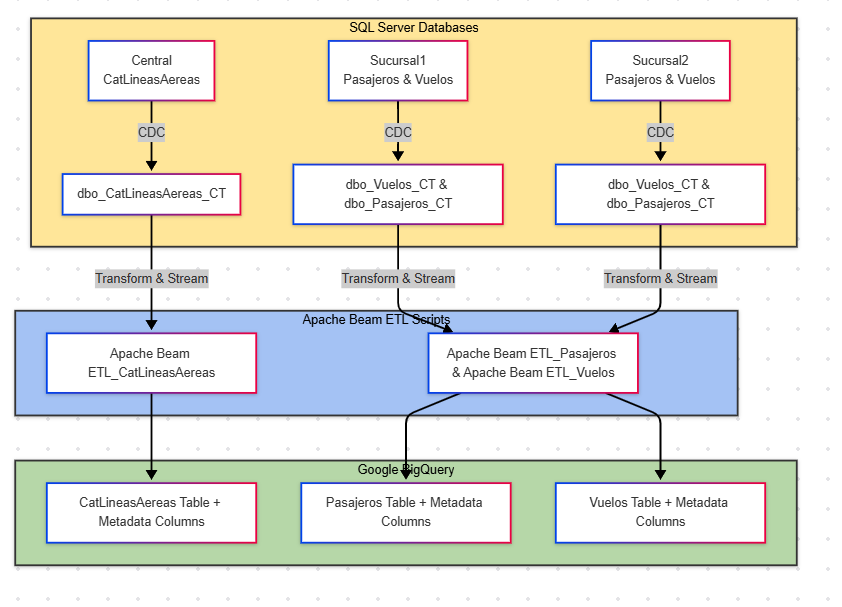 SQL Server Databases
Central
CatLineasAereas
Sucursal1
Pasajeros & Vuelos
Sucursal2
Pasajeros & Vuelos
CDC
CDC
CDC
dbo_CatLineasAereas_CT
dbo_Vuelos_CT &
dbo_Pasajeros_CT
dbo_Vuelos_CT &
dbo_Pasajeros_CT
Transform & Stream
Transform & Stream
Transform & Stream
Apache Beam ETL Scripts
Apache Beam
ETL_CatLineasAereas
Apache Beam ETL_Pasajeros
& Apache Beam ETL_Vuelos
Google BigQuery
CatLineasAereas Table +
Metadata Columns
Pasajeros Table + Metadata
Columns
Vuelos Table + Metadata
Columns